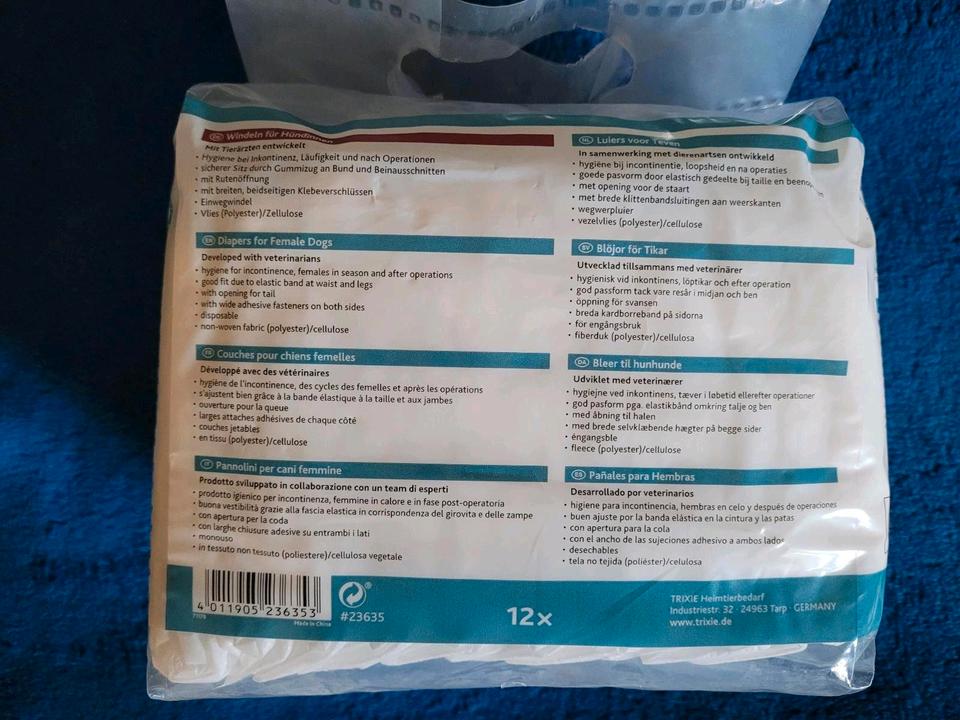 DE Windeln für Hündinnen
Mit Tierärzten entwickelt
• Hygiene bei Inkontinenz, Läufigkeit und nach Operationen
• sicherer Sitz durch Gummizug an Bund und Beinausschnitten
• mit Rutenöffnung
• mit breiten, beidseitigen Klebeverschlüssen
• Einwegwindel
• Vlies (Polyester)/Zellulose
EN Diapers for Female Dogs
Developed with veterinarians
• hygiene for incontinence, females in season and after operations
• good fit due to elastic band at waist and legs
• with opening for tail
• with wide adhesive fasteners on both sides
• disposable
• non-woven fabric (polyester)/cellulose
FR Couches pour chiens femelles
Développé avec des vétérinaires
• hygiène de l'incontinence, des cycles des femelles et après les opérations
• s'ajustent bien grâce à la bande élastique à la taille et aux jambes
• ouverture pour la queue
• larges attaches adhésives de chaque côté
• couches jetables
• en tissu (polyester)/cellulose
IT Pannolini per cani femmine
Prodotto sviluppato in collaborazione con un team di esperti
• prodotto igienico per incontinenza, femmine in calore e in fase post-operatoria
• buona vestibilità grazie alla fascia elastica in corrispondenza del girovita e delle zampe
• con apertura per la coda
• con larghe chiusure adesive su entrambi i lati
• monouso
• in tessuto non tessuto (poliestere)/cellulosa vegetale
NL Luiers voor Teven
In samenwerking met dierenartsen ontwikkeld
• hygiëne bij incontinentie, loopsheid en na operaties
• goede pasvorm door elastisch gedeelte bij taille en
• met opening voor de staart
• met brede klittenbandsluitingen aan weerskanten
• wegwerpluier
• vezelvlies (polyester)/cellulose
SV Blöjor för Tikar
Utvecklad tillsammans med veterinärer
• hygienisk vid inkontinens, löptikar och efter operation
• god passform tack vare resår i midjan och ben
• öppning för svansen
• breda kardborreband på sidorna
• för engångsbruk
• fiberduk (polyester)/cellulosa
DA Bleer til hunhunde
Udviklet med veterinærer
• hygiejne ved inkontinens, tæver i løbetid ellerefter operationer
• god pasform pga. elastikbånd omkring talje og ben
• med åbning til halen
• med brede selvklæbende hægter på begge sider
• éngangsble
• fleece (polyester)/cellulose
ES Pañales para Hembras
Desarrollado por veterinarios
• higiene para incontinencia, hembras en celo y después de operaciones
• buen ajuste por la banda elástica en la cintura y las patas
• con apertura para la cola
• con el ancho de las sujeciones adhesivo a ambos lados
• desechables
• tela no tejida (poliéster)/celulosa
4 011905 236353
7709
Made in China
#23635
12x
TRIXIE Heimtierbedarf
Industriestr. 32 · 24963 Tarp · GERMANY
www.trixie.de